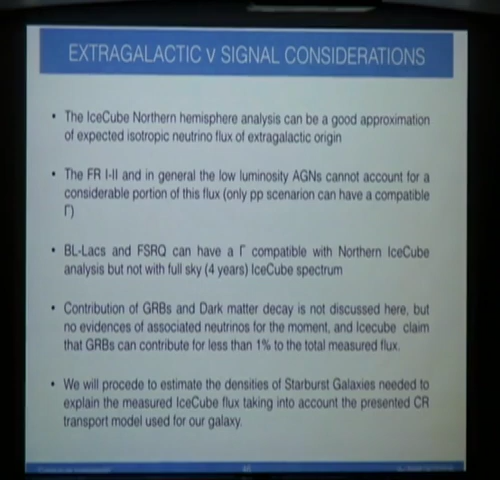 EXTRAGALACTIC ν SIGNAL CONSIDERATIONS
• The IceCube Northern hemisphere analysis can be a good approximation
of expected isotropic neutrino flux of extragalactic origin
• The FR I-II and in general the low luminosity AGNs cannot account for a
considerable portion of this flux (only pp scenarion can have a compatible
Γ)
• BL-Lacs and FSRQ can have a Γ compatible with Northern IceCube
analysis but not with full sky (4 years) IceCube spectrum
• Contribution of GRBs and Dark matter decay is not discussed here, but
no evidences of associated neutrinos for the moment, and Icecube claim
that GRBs can contribute for less than 1% to the total measured flux.
• We will procede to estimate the densities of Starburst Galaxies needed to
explain the measured IceCube flux taking into account the presented CR
transport model used for our galaxy.